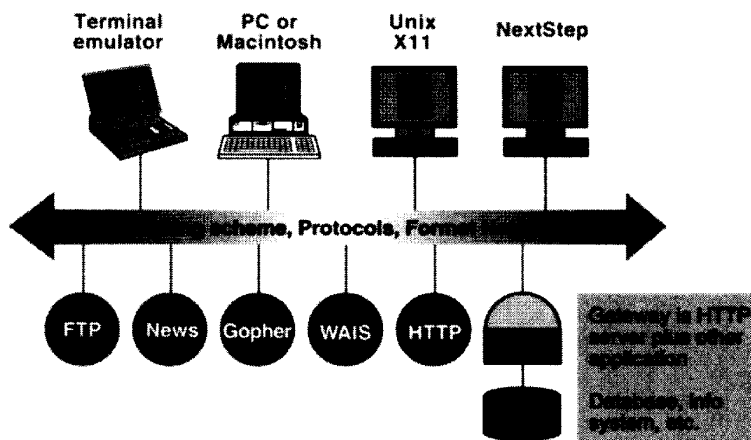 Terminal
emulator
PC or
Macintosh
Unix
X11
NextStep
scheme, Protocols, Format
FTP
News
Gopher
WAIS
HTTP
Gateway is HTTP
server plus other
application
Database, info
system, etc.